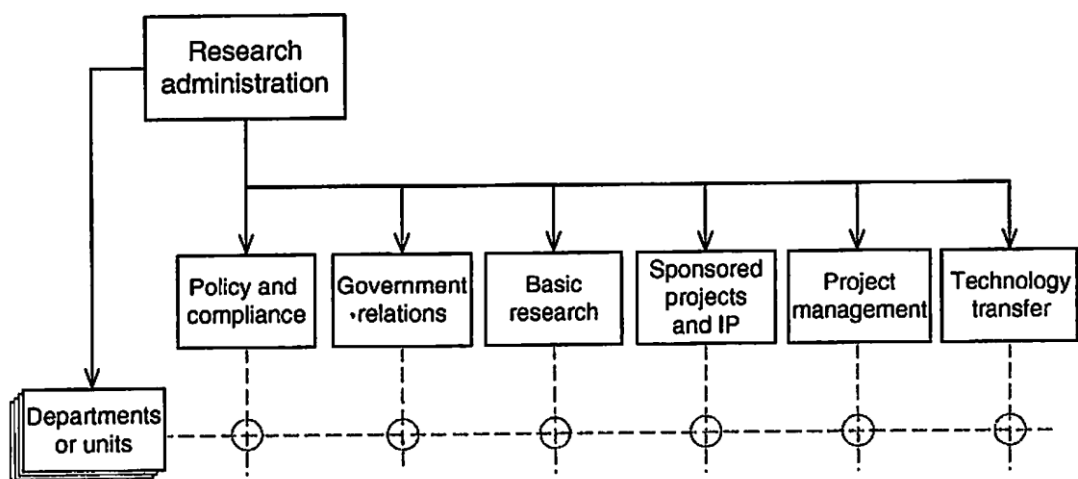 Research
administration
Policy and
compliance
Government
relations
Basic
research
Sponsored
projects
and IP
Project
management
Technology
transfer
Departments
or units